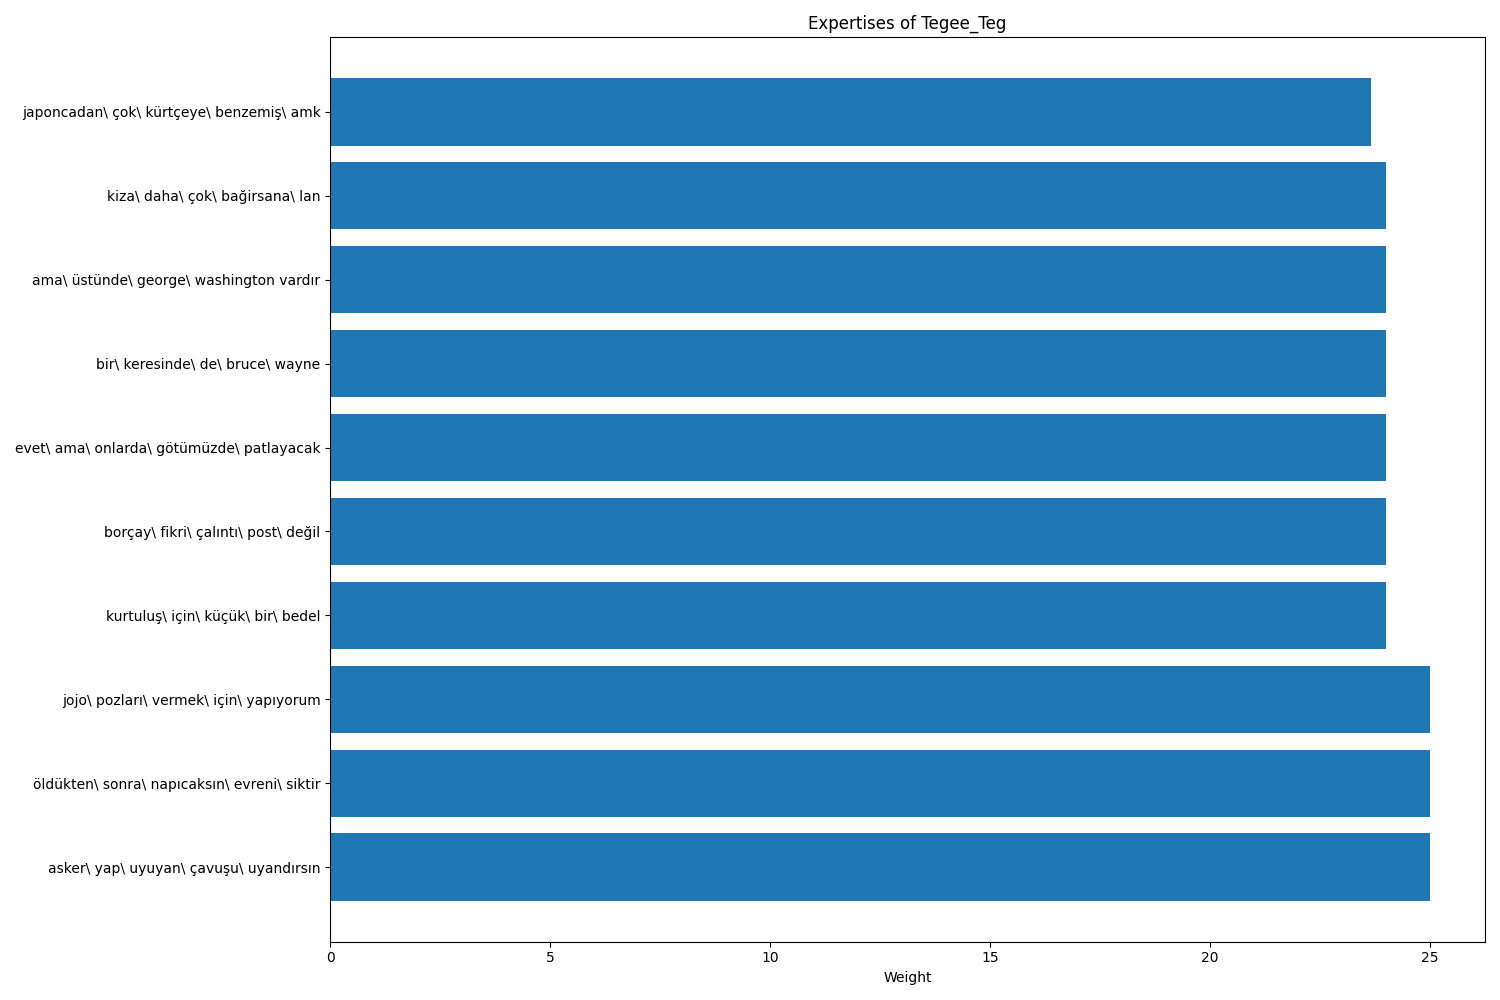 Expertises of Tegee_Teg
japoncadan\ çok\ kürtçeye\ benzemiş\ amk
kiza\ daha\ çok\ bağirsana\ lan
ama\ üstünde\ george\ washington vardır
bir\ keresinde\ de\ bruce\ wayne
evet\ ama\ onlarda\ götümüzde\ patlayacak
borçay\ fikri\ çalıntı\ post\ değil
kurtuluş\ için\ küçük\ bir\ bedel
jojo\ pozları\ vermek\ için\ yapıyorum
öldükten\ sonra\ napıcaksın\ evreni\ siktir
asker\ yap\ uyuyan\ çavuşu\ uyandırsın
0 5 10 15 20 25
Weight